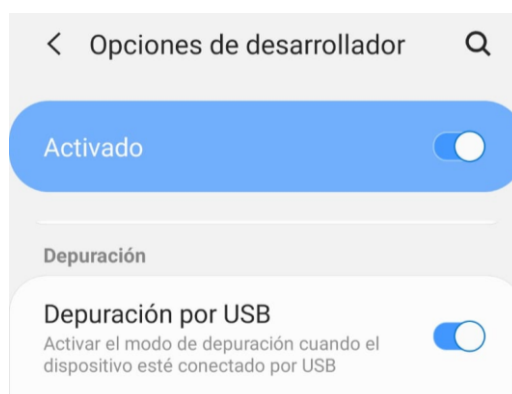 Opciones de desarrollador
Activado
Depuración
Depuración por USB
Activar el modo de depuración cuando el
dispositivo esté conectado por USB